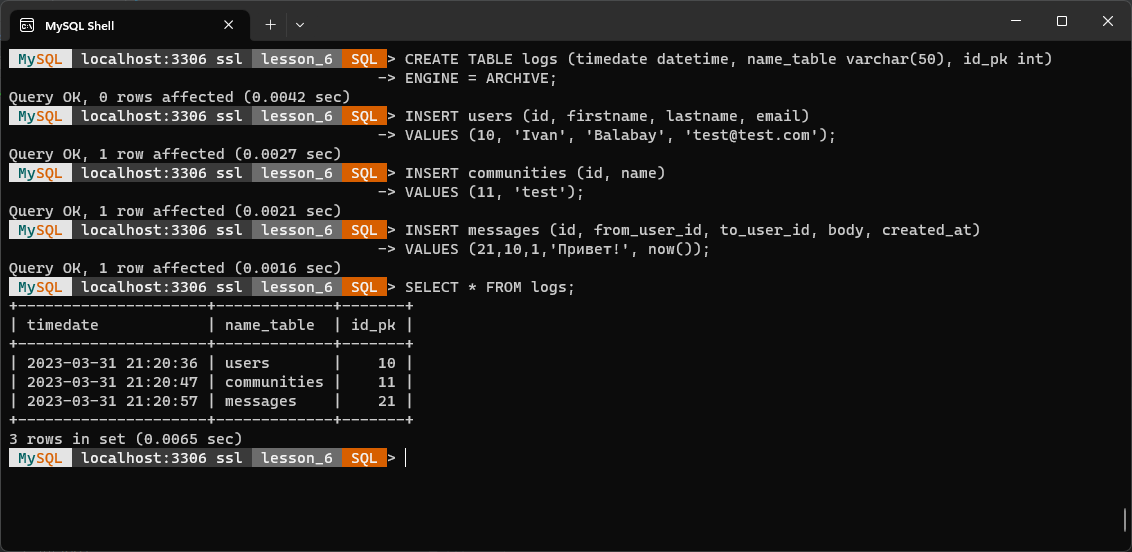 MySQL Shell
MySQL localhost:3306 ssl lesson_6 SQL > CREATE TABLE logs (timedate datetime, name_table varchar(50), id_pk int)
-> ENGINE = ARCHIVE;
Query OK, 0 rows affected (0.0042 sec)
MySQL localhost:3306 ssl lesson_6 SQL > INSERT users (id, firstname, lastname, email)
-> VALUES (10, 'Ivan', 'Balabay', 'test@test.com');
Query OK, 1 row affected (0.0027 sec)
MySQL localhost:3306 ssl lesson_6 SQL > INSERT communities (id, name)
-> VALUES (11, 'test');
Query OK, 1 row affected (0.0021 sec)
MySQL localhost:3306 ssl lesson_6 SQL > INSERT messages (id, from_user_id, to_user_id, body, created_at)
-> VALUES (21,10,1,'Привет!', now());
Query OK, 1 row affected (0.0016 sec)
MySQL localhost:3306 ssl lesson_6 SQL > SELECT * FROM logs;
+---------------------+-------------+-------+
| timedate            | name_table  | id_pk |
+---------------------+-------------+-------+
| 2023-03-31 21:20:36 | users       |    10 |
| 2023-03-31 21:20:47 | communities |    11 |
| 2023-03-31 21:20:57 | messages    |    21 |
+---------------------+-------------+-------+
3 rows in set (0.0065 sec)
MySQL localhost:3306 ssl lesson_6 SQL >